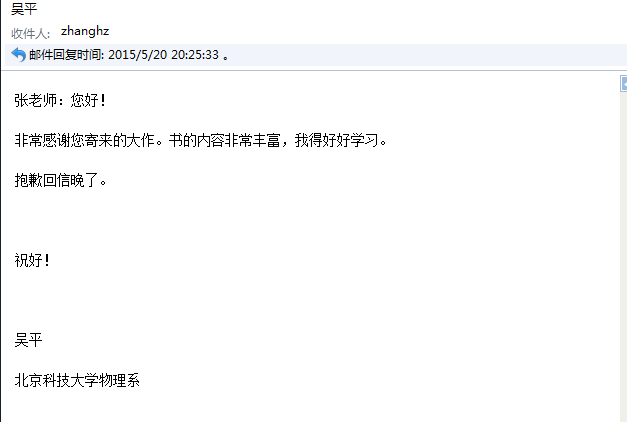 吴平
收件人: zhanghz
邮件回复时间: 2015/5/20 20:25:33 。
张老师：您好！
非常感谢您寄来的大作。书的内容非常丰富，我得好好学习。
抱歉回信晚了。
祝好！
吴平
北京科技大学物理系